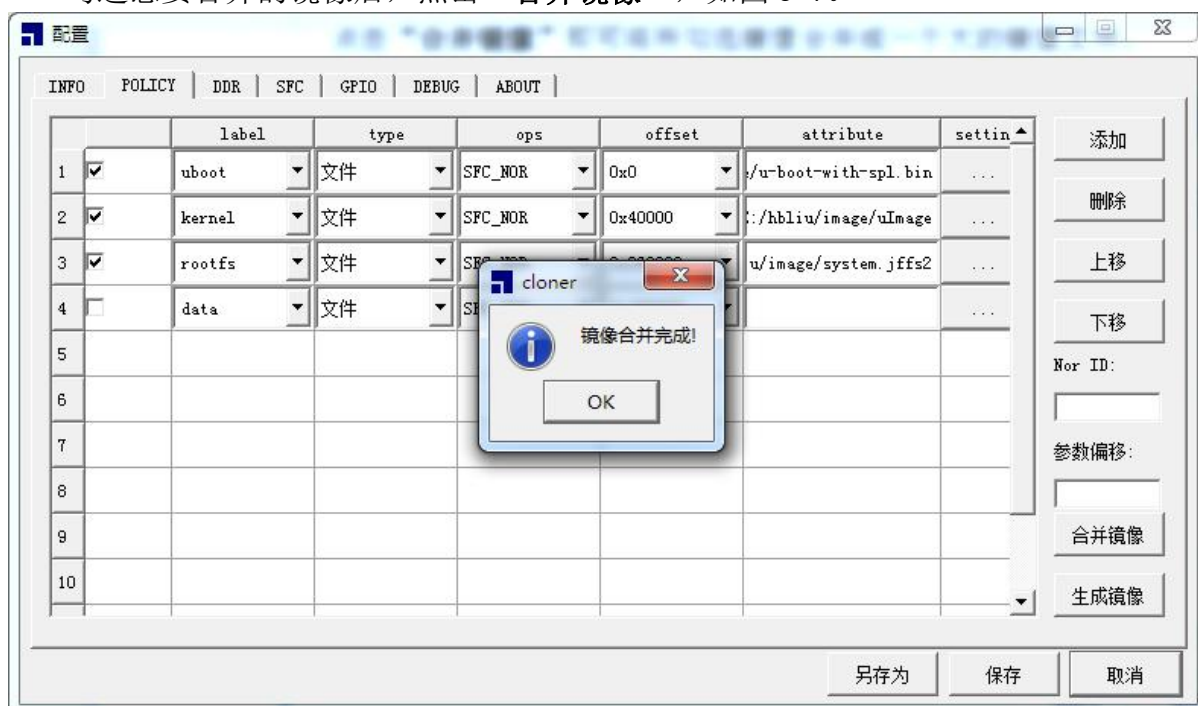 配置
INFO POLICY DDR SFC GPIO DEBUG ABOUT
label type ops offset attribute settin
添加
1 uboot 文件 SFC_NOR 0x0 /u-boot-with-spl.bin ...
2 kernel 文件 SFC_NOR 0x40000 :/hbliu/image/uImage ...
删除
3 rootfs 文件 u/image/system.jffs2 ...
上移
cloner
4 data 文件 ...
下移
镜像合并完成!
5
Nor ID:
6
OK
7
参数偏移:
8
9
合并镜像
10
生成镜像
另存为 保存 取消